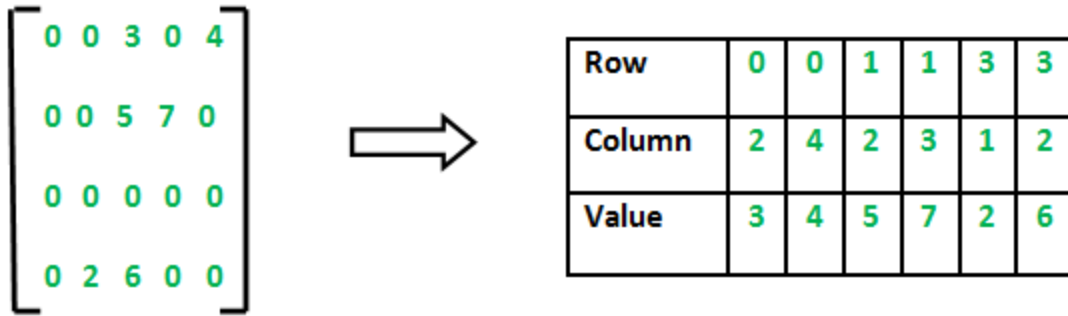 0 0 3 0 4
0 0 5 7 0
0 0 0 0 0
0 2 6 0 0
Row 0 0 1 1 3 3
Column 2 4 2 3 1 2
Value 3 4 5 7 2 6